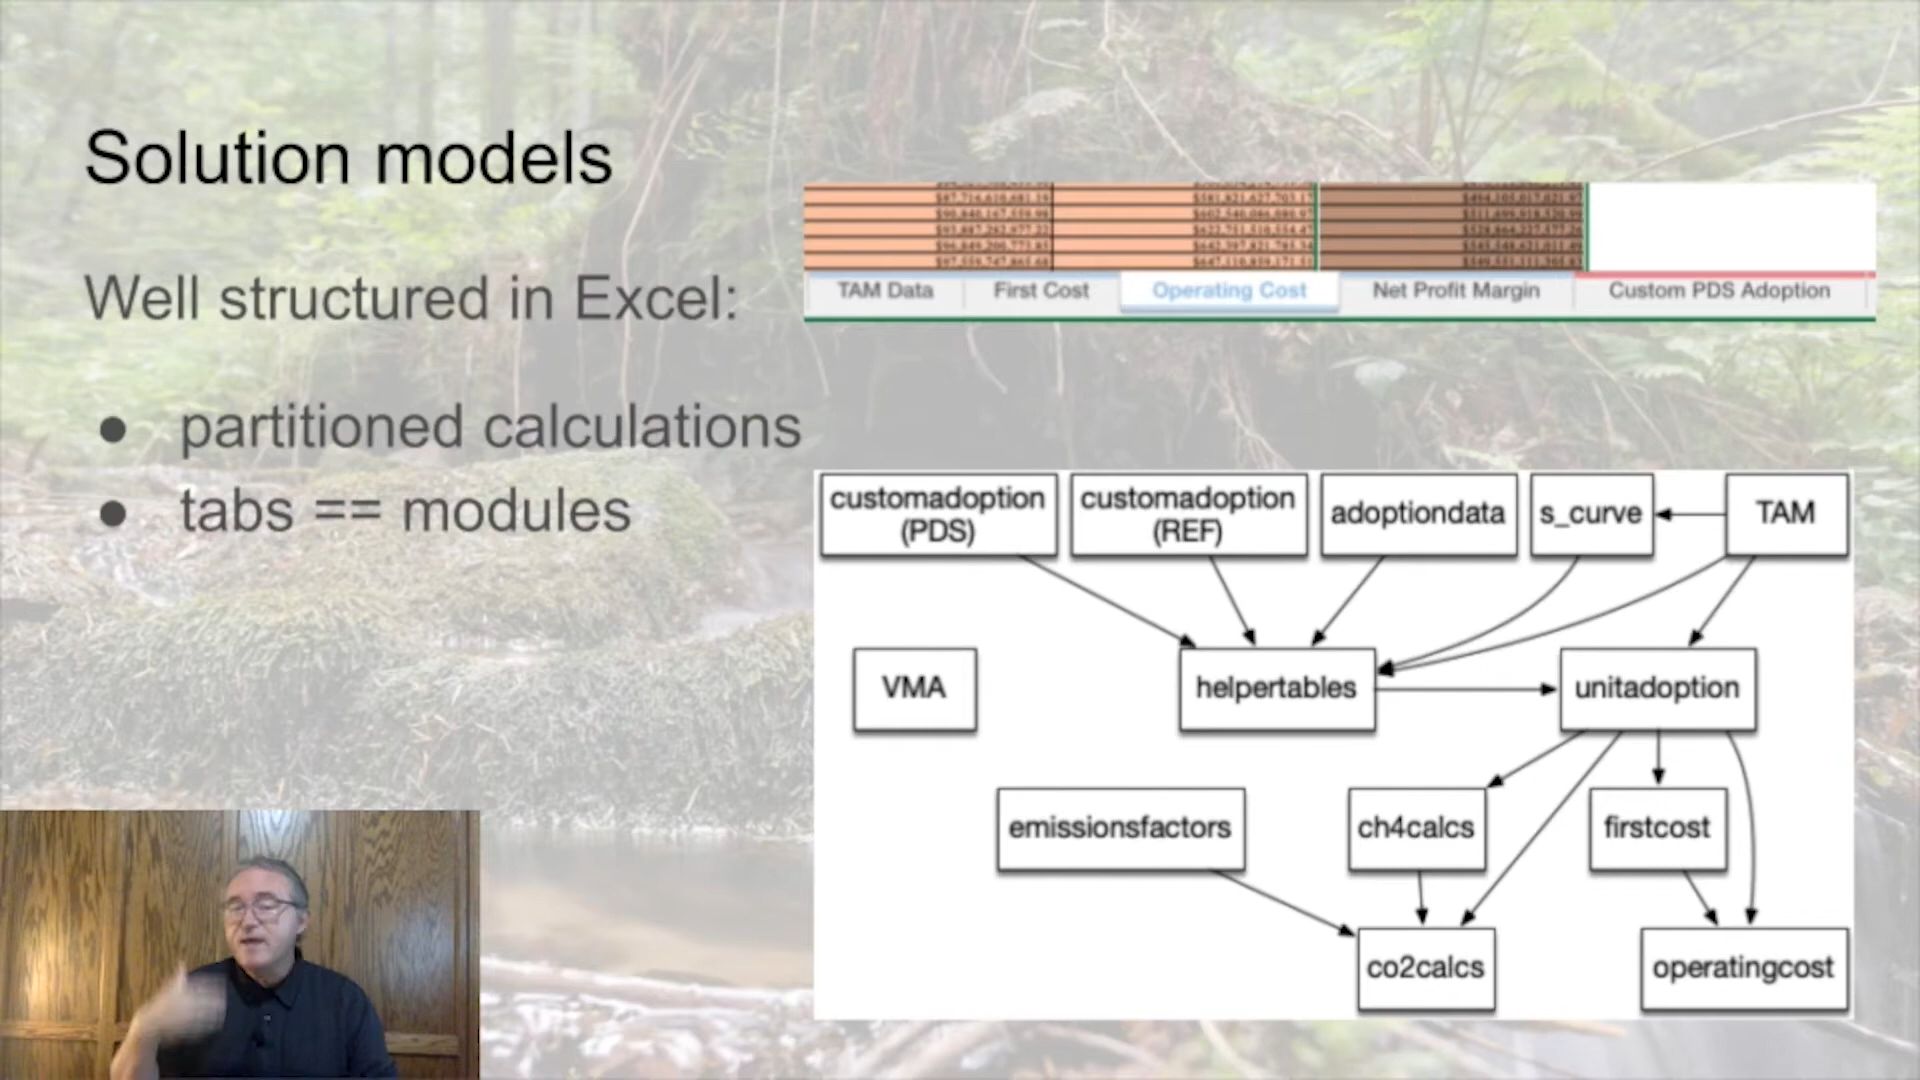 Solution models
Well structured in Excel:
● partitioned calculations
● tabs == modules
TAM Data
First Cost
Operating Cost
Net Profit Margin
Custom PDS Adoption
customadoption
(PDS)
customadoption
(REF)
adoptiondata
s_curve
TAM
VMA
helpertables
unitadoption
emissionsfactors
ch4calcs
firstcost
co2calcs
operatingcost